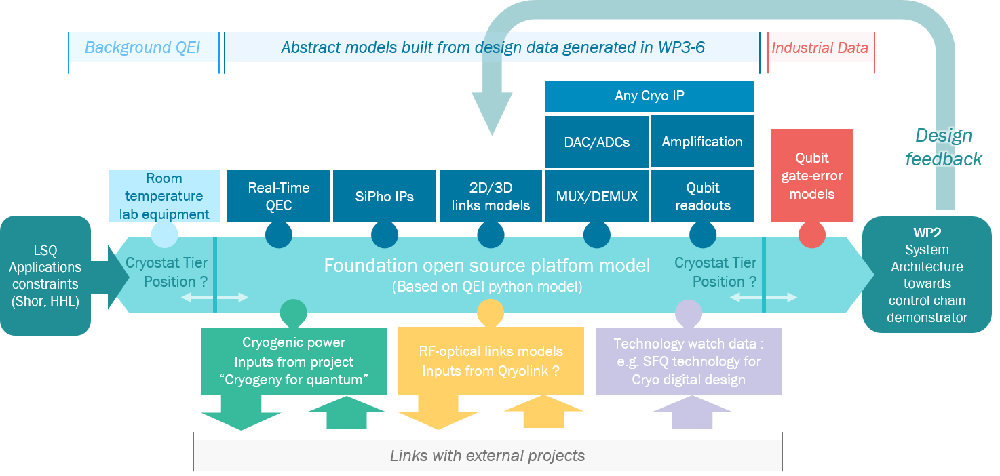 Background QEI
Abstract models built from design data generated in WP3-6
Industrial Data
Any Cryo IP
DAC/ADCs
Amplification
Design
feedback
Room
temperature
lab equipment
Real-Time
QEC
SiPho IPs
2D/3D
links models
MUX/DEMUX
Qubit
readouts
Qubit
gate-error
models
LSQ
Applications
constraints
(Shor, HHL)
Cryostat Tier
Position ?
Foundation open source platfom model
(Based on QEI python model)
Cryostat Tier
Position ?
WP2
System
Architecture
towards
control chain
demonstrator
Cryogenic power
Inputs from project
“Cryogeny for quantum”
RF-optical links models
Inputs from Qryolink ?
Technology watch data :
e.g. SFQ technology for
Cryo digital design
Links with external projects